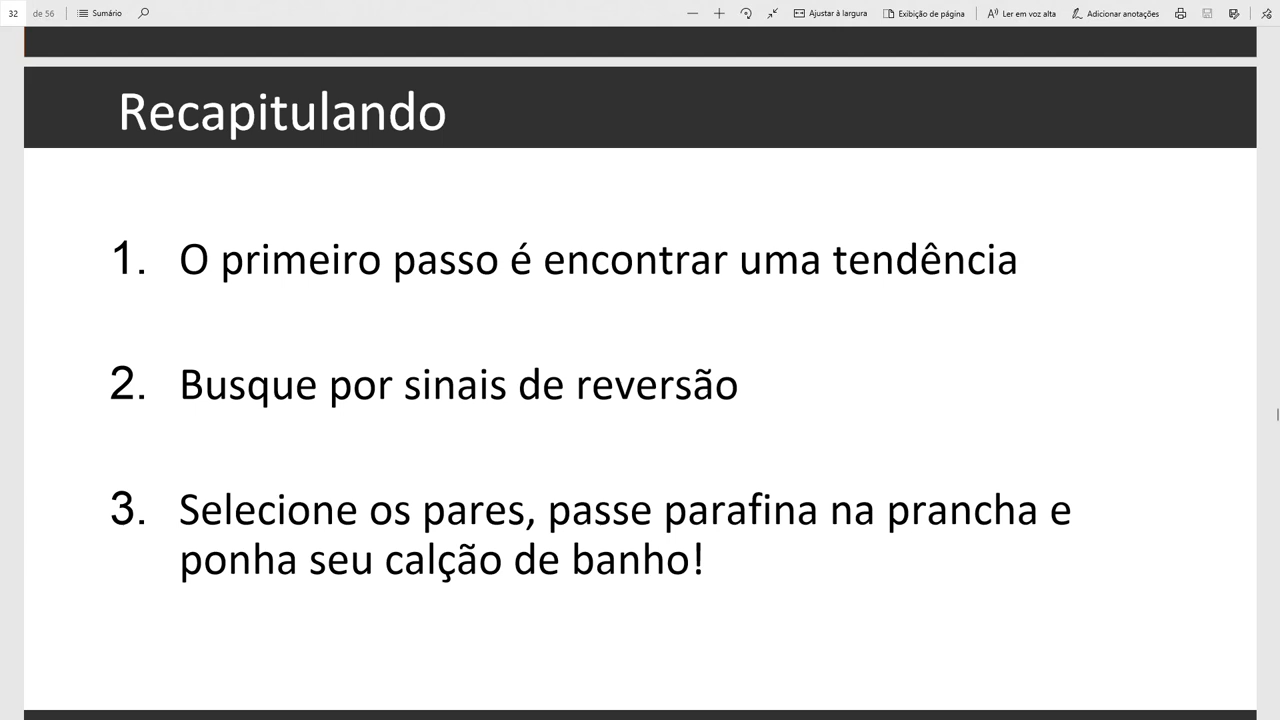 32 de 56 Sumário Ajustar à largura Exibição de página Ler em voz alta Adicionar anotações
Recapitulando
1. O primeiro passo é encontrar uma tendência
2. Busque por sinais de reversão
3. Selecione os pares, passe parafina na prancha e
ponha seu calção de banho!